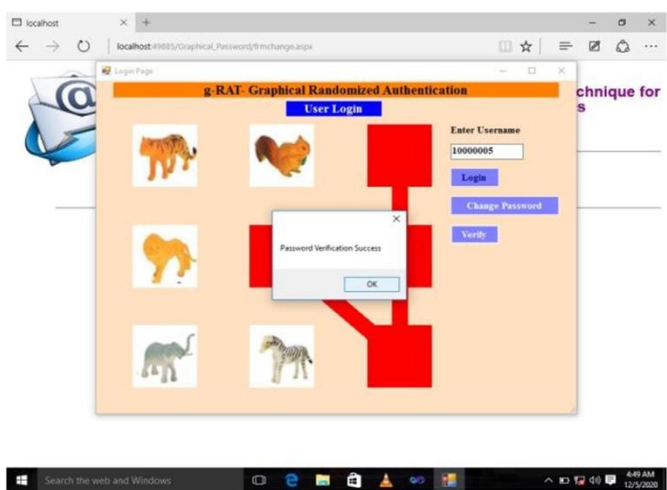 localhost
localhost:49885/Graphical_Password/frmchange.aspx
Login Page
chnique for
s
g-RAT- Graphical Randomized Authentication
User Login
Enter Username
10000005
Login
Change Password
Verify
Password Verification Success
OK
Search the web and Windows
4:49 AM
12/5/2020